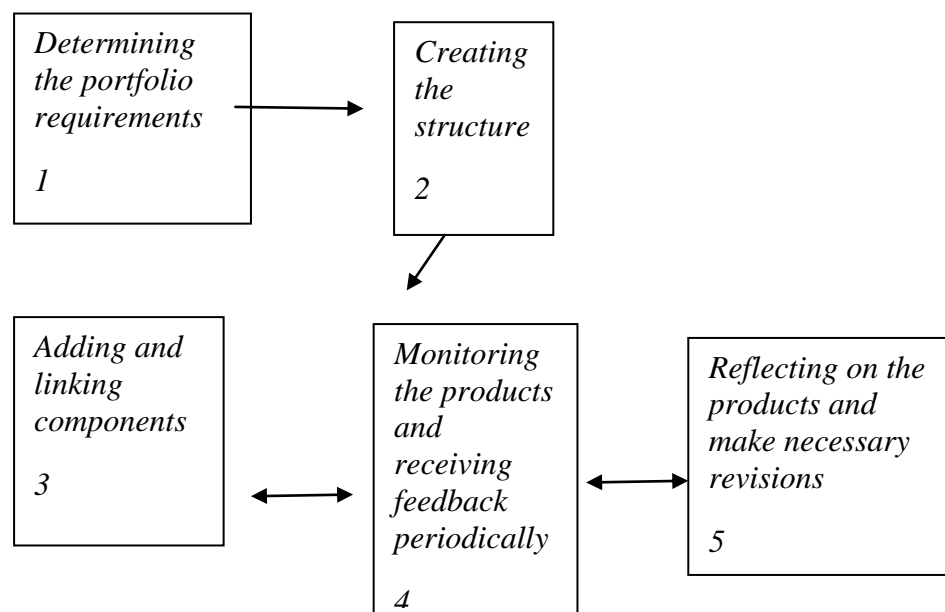 Determining
the portfolio
requirements
1
Creating
the
structure
2
Adding and
linking
components
3
Monitoring
the products
and
receiving
feedback
periodically
4
Reflecting on the
products and
make necessary
revisions
5